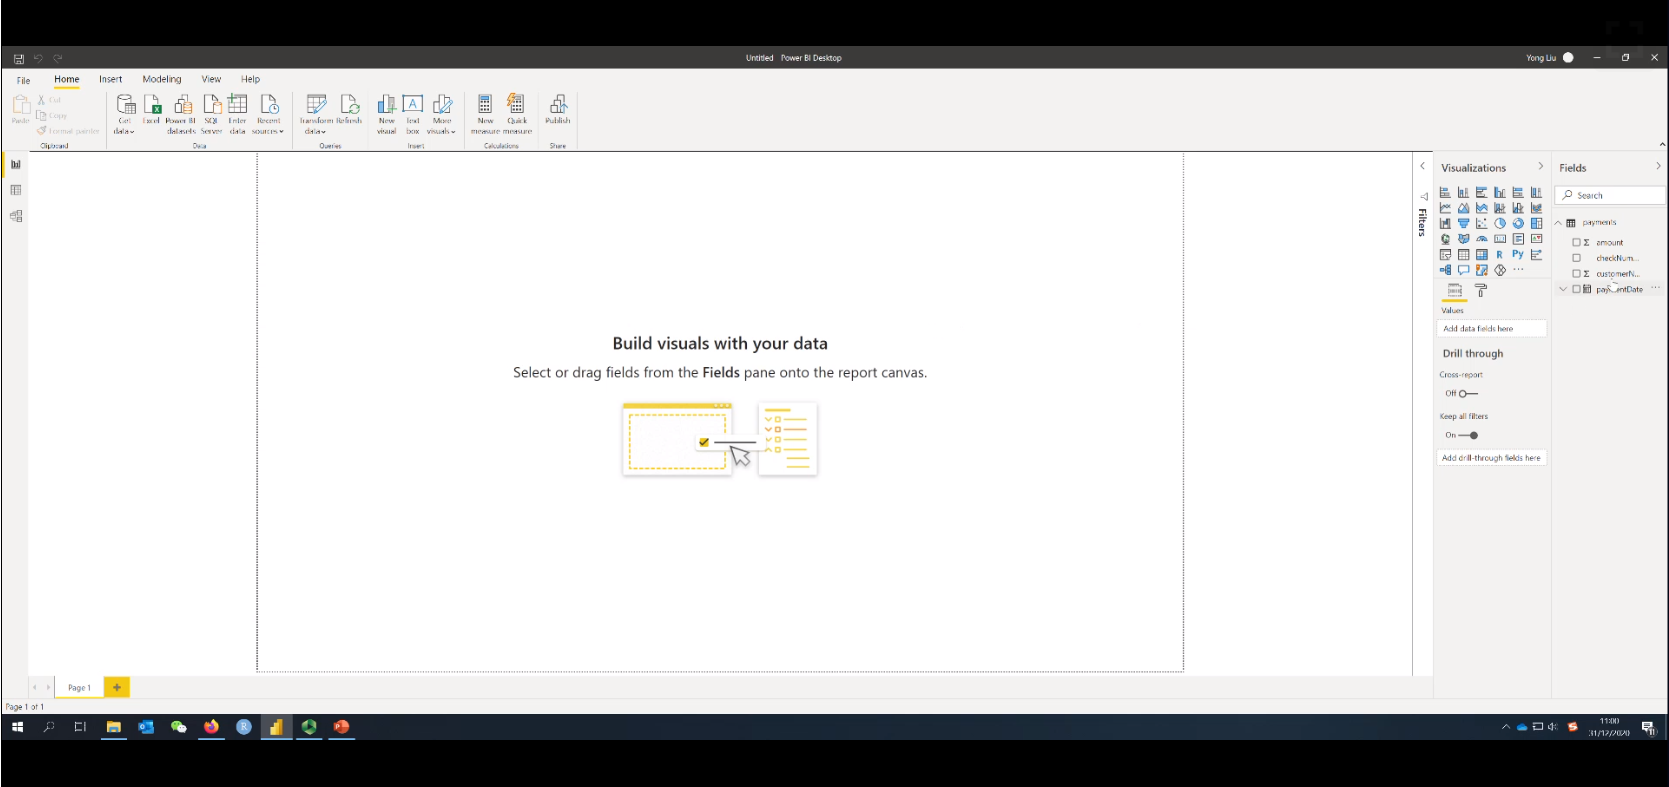 Untitled   Power BI Desktop
Yong Liu
File Home Insert Modeling View Help
Paste
Cut
Copy
Format painter
Clipboard
Get data
Excel
Power BI datasets
SQL Server
Enter data
Recent sources
Data
Transform data
Refresh
Queries
New visual
Text box
More visuals
Insert
New measure
Quick measure
Calculations
Publish
Share
Build visuals with your data
Select or drag fields from the Fields pane onto the report canvas.
Filters
Visualizations
R
Py
Values
Add data fields here
Drill through
Cross-report
Off
Keep all filters
On
Add drill-through fields here
Fields
Search
payments
Σ amount
checkNum...
Σ customerN...
paymentDate ...
Page 1
Page 1 of 1
11:00
31/12/2020